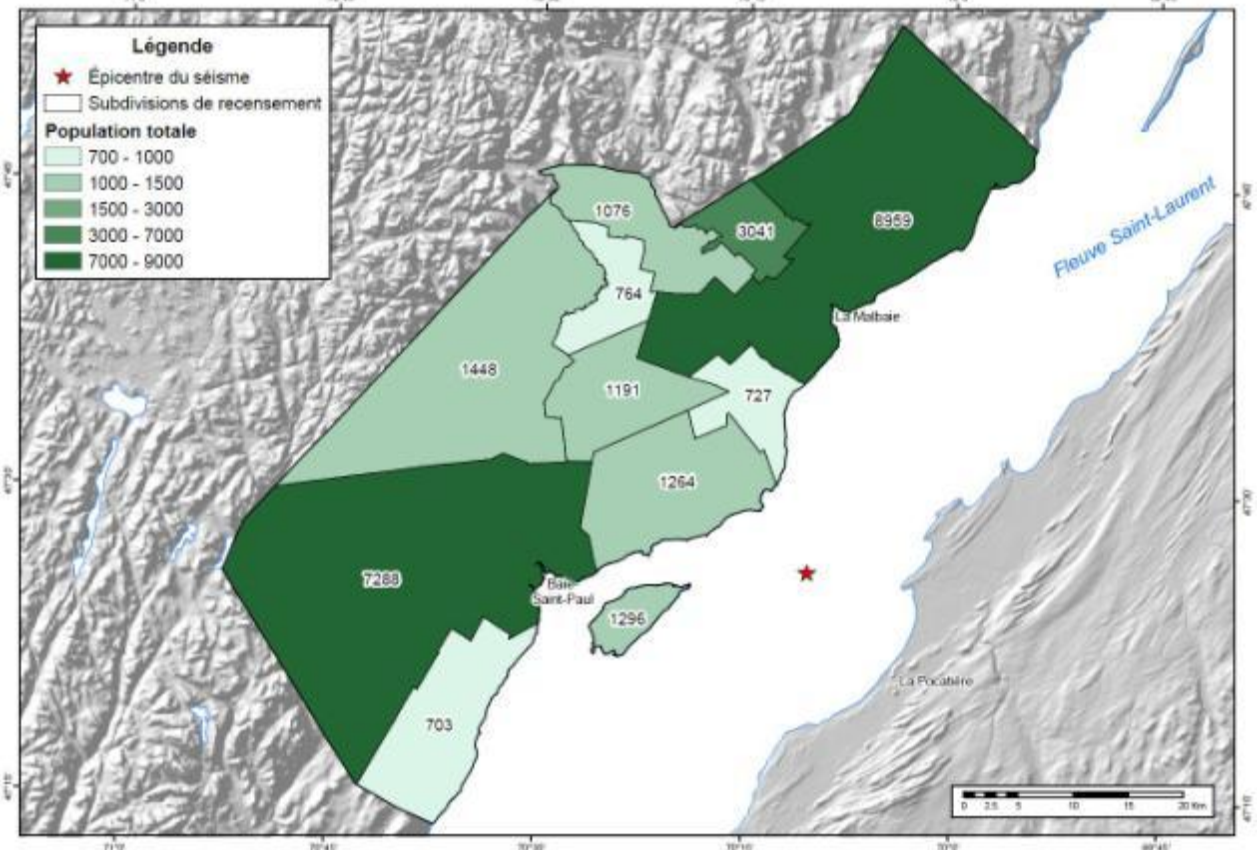 Légende
Épicentre du séisme
Subdivisions de recensement
Population totale
700 - 1000
1000 - 1500
1500 - 3000
3000 - 7000
7000 - 9000
1076
3041
8959
Fleuve Saint-Laurent
764
La Malbaie
1448
1191
727
1264
7288
Baie-
Saint-Paul
1296
La Pocatière
703
0 2.5 5 10 15 20 Km